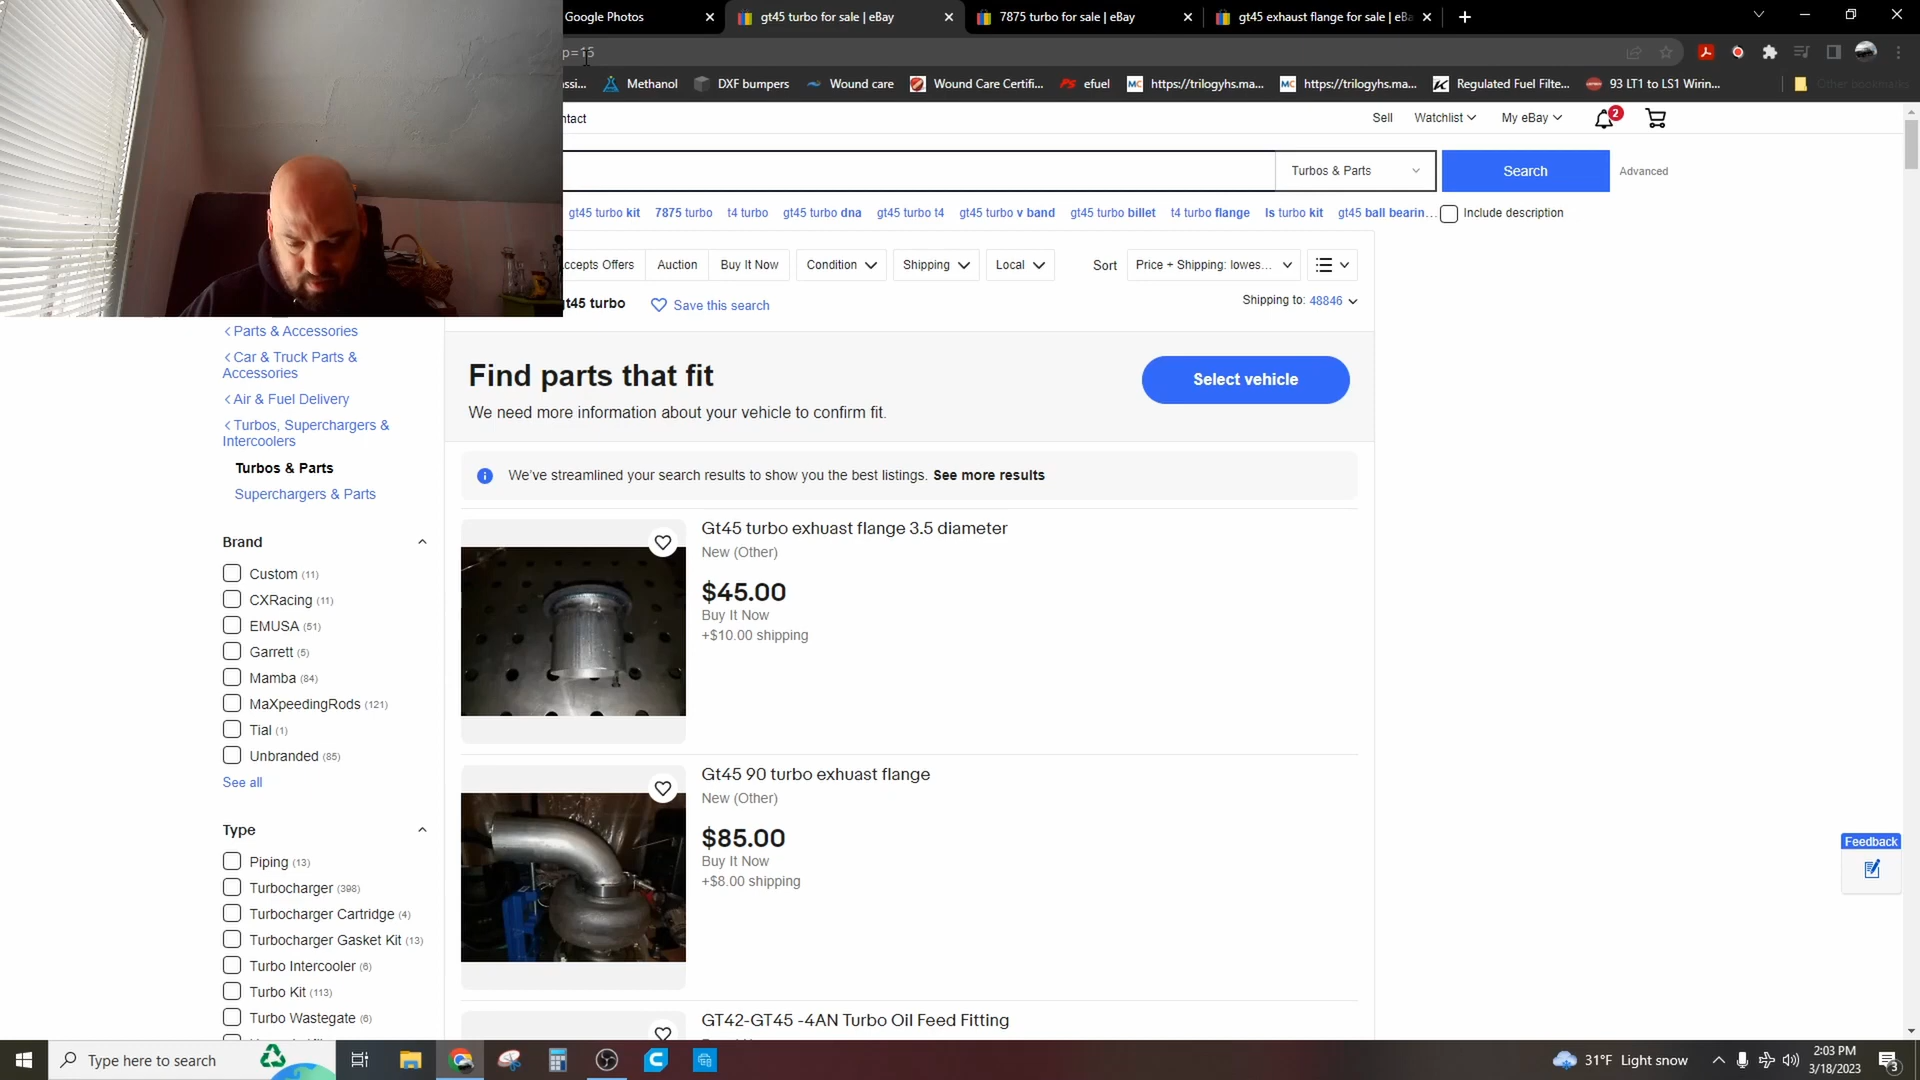 Google Photos
gt45 turbo for sale | eBay
7875 turbo for sale | eBay
gt45 exhaust flange for sale | eBa
p=15
assi...
Methanol
DXF bumpers
Wound care
Wound Care Certifi...
efuel
https://trilogyhs.ma...
https://trilogyhs.ma...
Regulated Fuel Filte...
93 LT1 to LS1 Wirin...
Other bookmarks
ntact
Sell
Watchlist
My eBay
2
Turbos & Parts
Search
Advanced
gt45 turbo kit
7875 turbo
t4 turbo
gt45 turbo dna
gt45 turbo t4
gt45 turbo v band
gt45 turbo billet
t4 turbo flange
ls turbo kit
gt45 ball bearin...
Include description
ccepts Offers
Auction
Buy It Now
Condition
Shipping
Local
Sort
Price + Shipping: lowes...
gt45 turbo
Save this search
Shipping to: 48846
< Parts & Accessories
< Car & Truck Parts &
Accessories
< Air & Fuel Delivery
< Turbos, Superchargers &
Intercoolers
Turbos & Parts
Superchargers & Parts
Find parts that fit
We need more information about your vehicle to confirm fit.
Select vehicle
We've streamlined your search results to show you the best listings. See more results
Brand
Custom (11)
CXRacing (11)
EMUSA (51)
Garrett (5)
Mamba (84)
MaXpeedingRods (121)
Tial (1)
Unbranded (85)
See all
Type
Piping (13)
Turbocharger (398)
Turbocharger Cartridge (4)
Turbocharger Gasket Kit (13)
Turbo Intercooler (6)
Turbo Kit (113)
Turbo Wastegate (6)
Gt45 turbo exhuast flange 3.5 diameter
New (Other)
$45.00
Buy It Now
+$10.00 shipping
Gt45 90 turbo exhuast flange
New (Other)
$85.00
Buy It Now
+$8.00 shipping
GT42-GT45 -4AN Turbo Oil Feed Fitting
Feedback
Type here to search
31°F Light snow
2:03 PM
3/18/2023
3